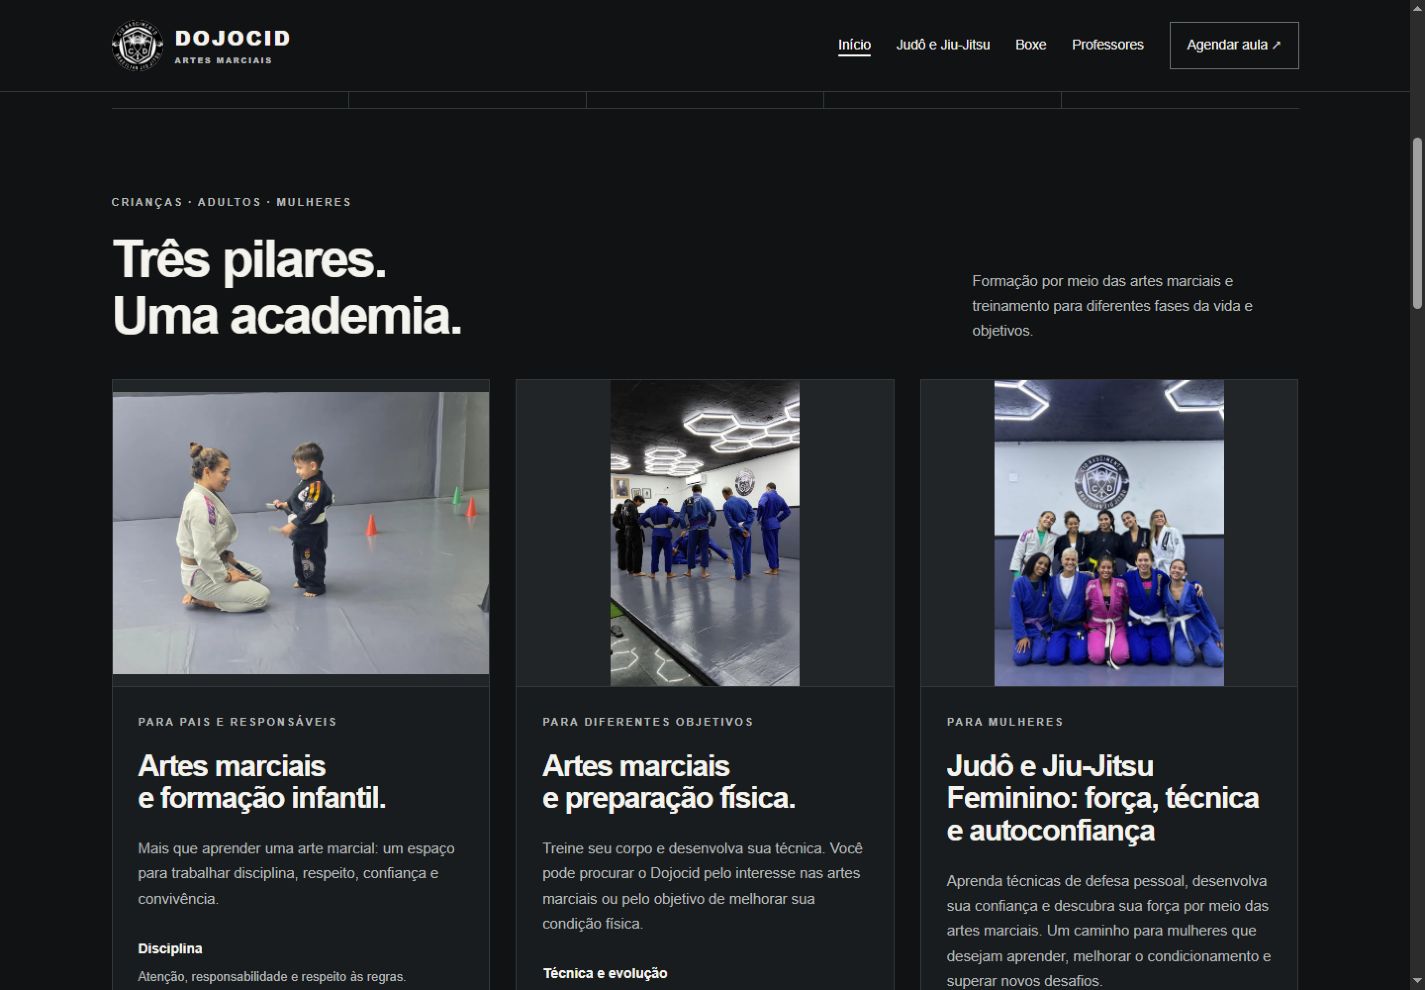 DOJOCID
ARTES MARCIAIS
Início
Judô e Jiu-Jitsu
Boxe
Professores
Agendar aula ↗
CRIANÇAS · ADULTOS · MULHERES
Três pilares.
Uma academia.
Formação por meio das artes marciais e
treinamento para diferentes fases da vida e
objetivos.
PARA PAIS E RESPONSÁVEIS
Artes marciais
e formação infantil.
Mais que aprender uma arte marcial: um espaço
para trabalhar disciplina, respeito, confiança e
convivência.
Disciplina
Atenção, responsabilidade e respeito às regras.
PARA DIFERENTES OBJETIVOS
Artes marciais
e preparação física.
Treine seu corpo e desenvolva sua técnica. Você
pode procurar o Dojocid pelo interesse nas artes
marciais ou pelo objetivo de melhorar sua
condição física.
Técnica e evolução
PARA MULHERES
Judô e Jiu-Jitsu
Feminino: força, técnica
e autoconfiança
Aprenda técnicas de defesa pessoal, desenvolva
sua confiança e descubra sua força por meio das
artes marciais. Um caminho para mulheres que
desejam aprender, melhorar o condicionamento e
superar novos desafios.